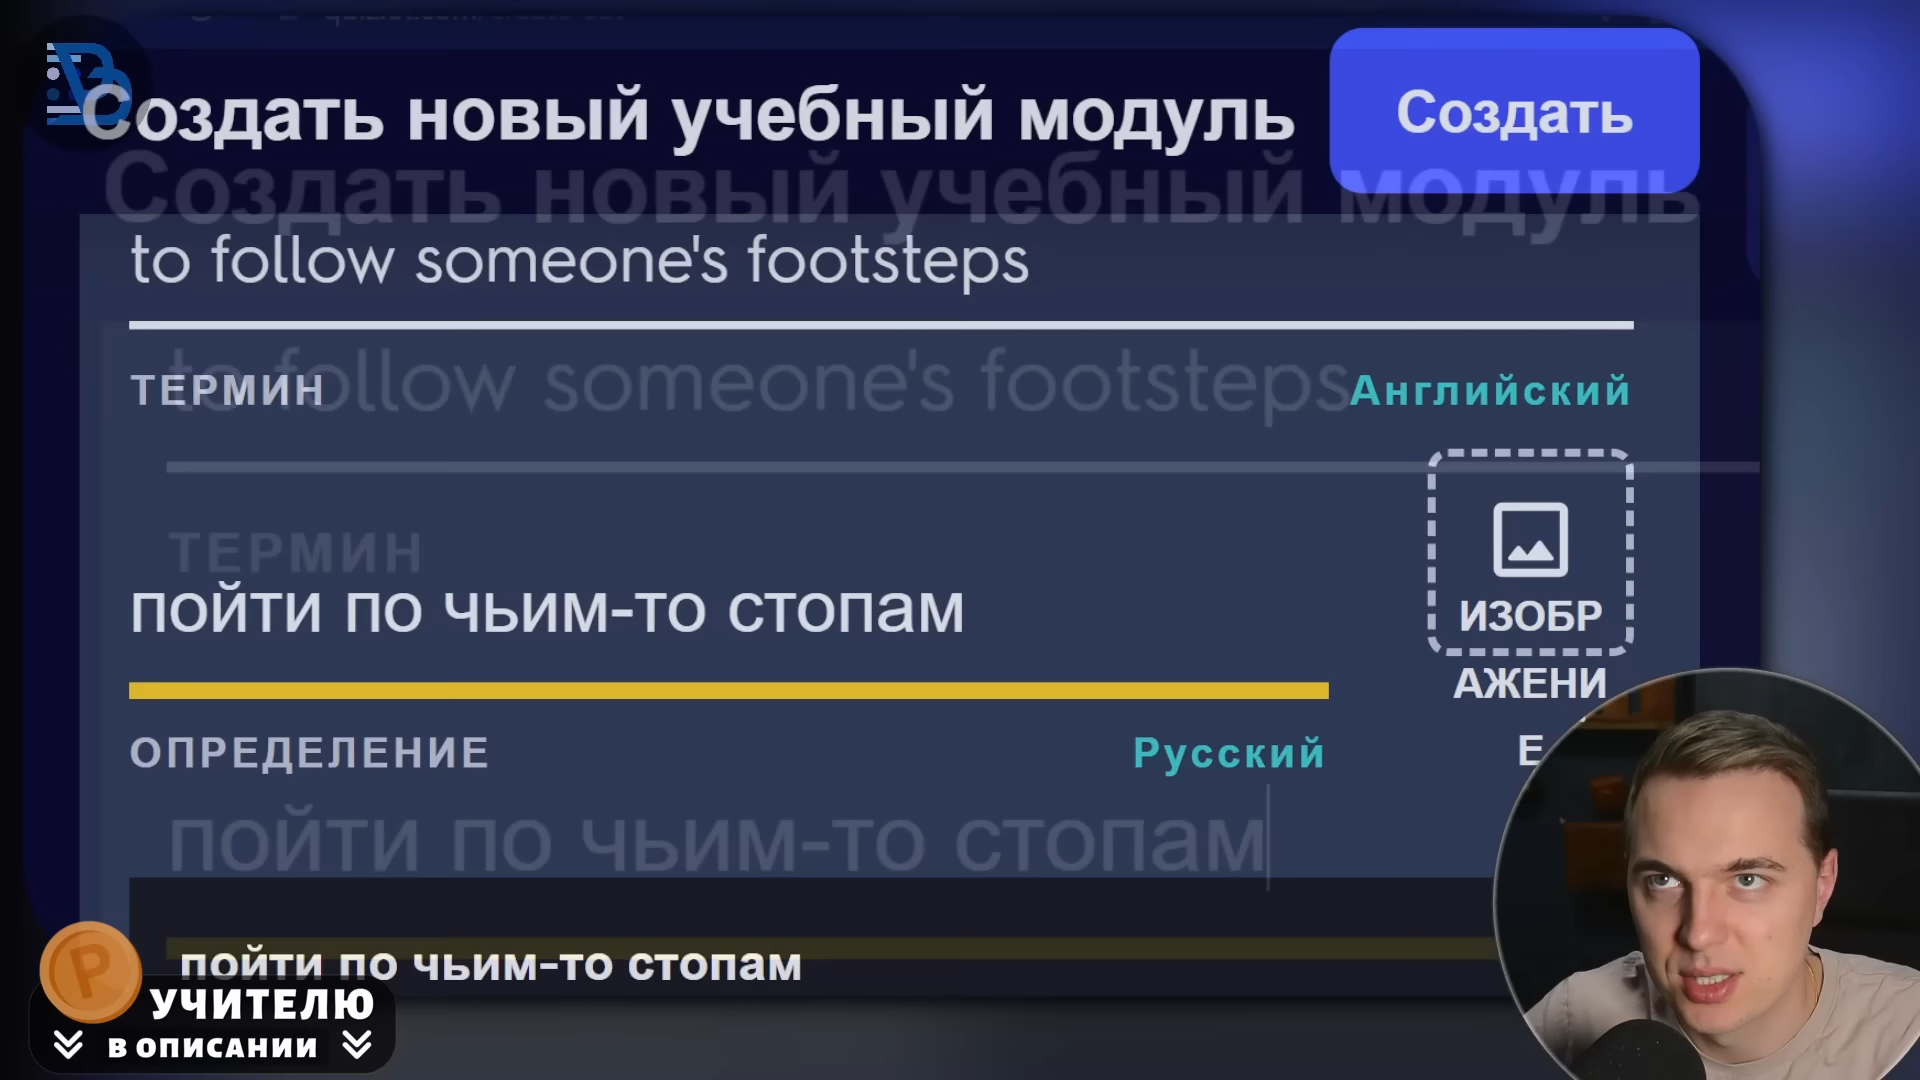 Создать новый учебный модуль
Создать
Создать новый учебный модуль
to follow someone's footsteps
to follow someone's footsteps
ТЕРМИН
Английский
ТЕРМИН
пойти по чьим-то стопам
ИЗОБР
АЖЕНИ
Е
ОПРЕДЕЛЕНИЕ
Русский
пойти по чьим-то стопам
пойти по чьим-то стопам
УЧИТЕЛЮ
В ОПИСАНИИ